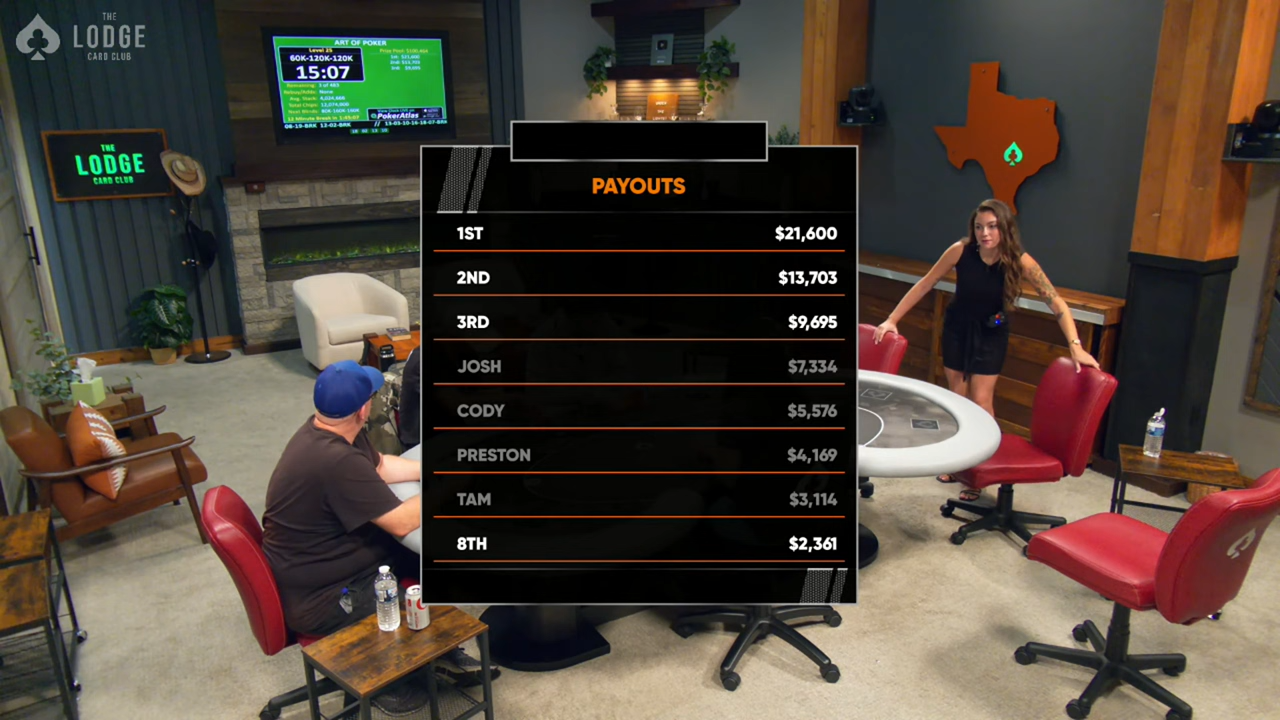 THE
LODGE
CARD CLUB
ART OF POKER
Level 25
60K-120K-120K
15:07
PokerAtlas
THE
LODGE
CARD CLUB
PAYOUTS
1ST $21,600
2ND $13,703
3RD $9,695
JOSH $7,334
CODY $5,576
PRESTON $4,169
TAM $3,114
8TH $2,361